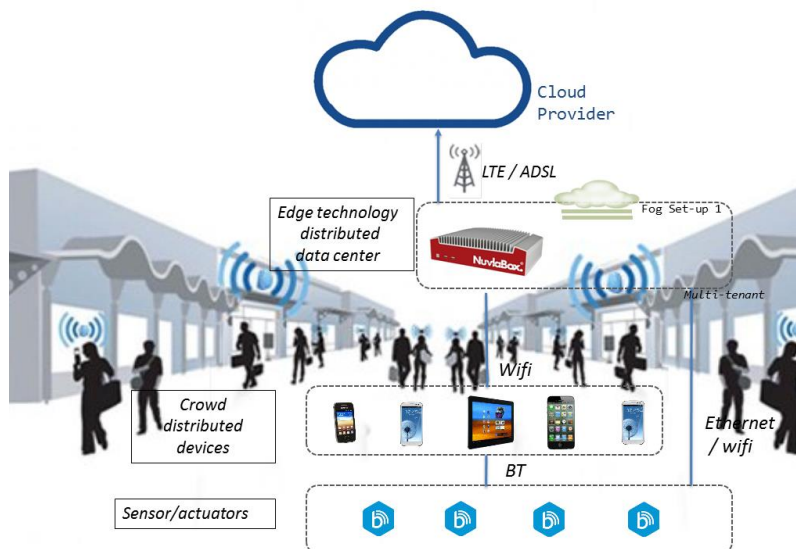 Cloud
Provider
LTE / ADSL
Edge technology
distributed
data center
Fog Set-up 1
NuvlaBox
Multi-tenant
Wifi
Crowd
distributed
devices
Ethernet
/ wifi
BT
Sensor/actuators
b
b
b
b